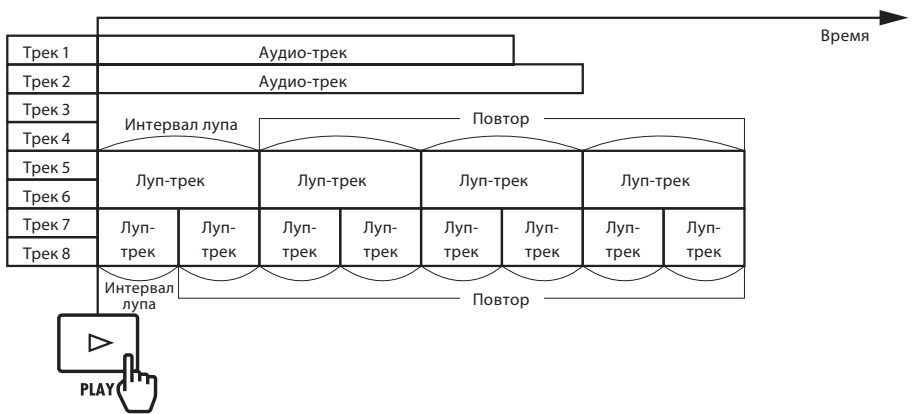 Время
Трек 1
Аудио-трек
Трек 2
Аудио-трек
Трек 3
Трек 4
Интервал лупа
Повтор
Трек 5
Трек 6
Луп-трек
Луп-трек
Луп-трек
Луп-трек
Трек 7
Трек 8
Луп-
трек
Луп-
трек
Луп-
трек
Луп-
трек
Луп-
трек
Луп-
трек
Луп-
трек
Луп-
трек
Интервал
лупа
Повтор
PLAY